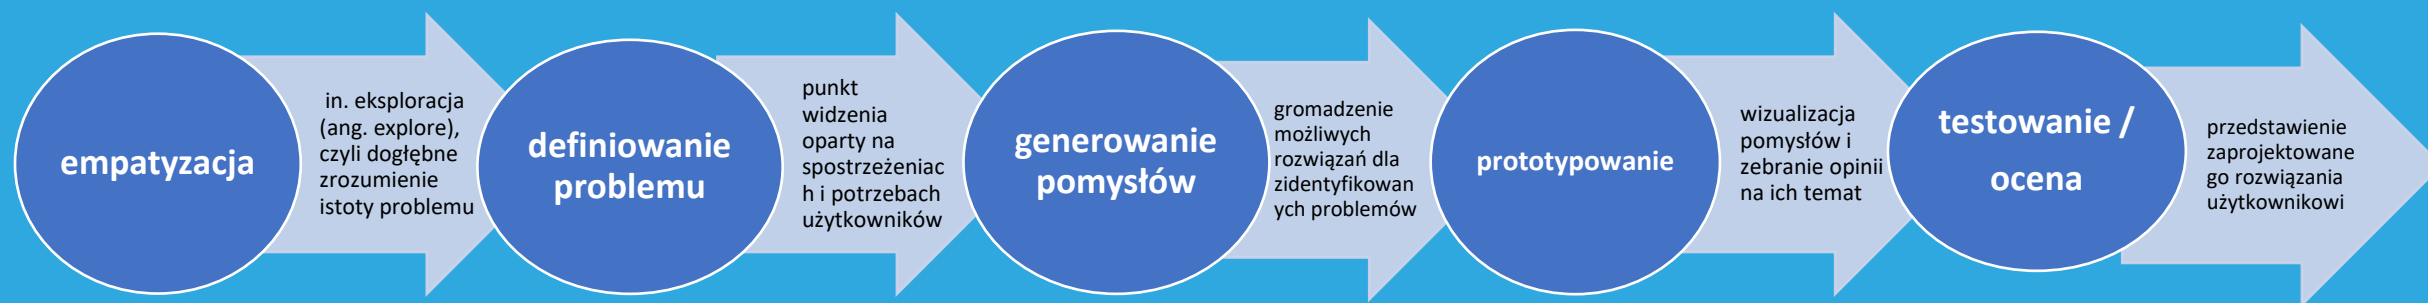 empatyzacja
in. eksploracja
(ang. explore),
czyli dogłębne
zrozumienie
istoty problemu
definiowanie
problemu
punkt
widzenia
oparty na
spostrzeżeniac
h i potrzebach
użytkowników
generowanie
pomysłów
gromadzenie
możliwych
rozwiązań dla
zidentyfikowan
ych problemów
prototypowanie
wizualizacja
pomysłów i
zebranie opinii
na ich temat
testowanie /
ocena
przedstawienie
zaprojektowane
go rozwiązania
użytkownikowi